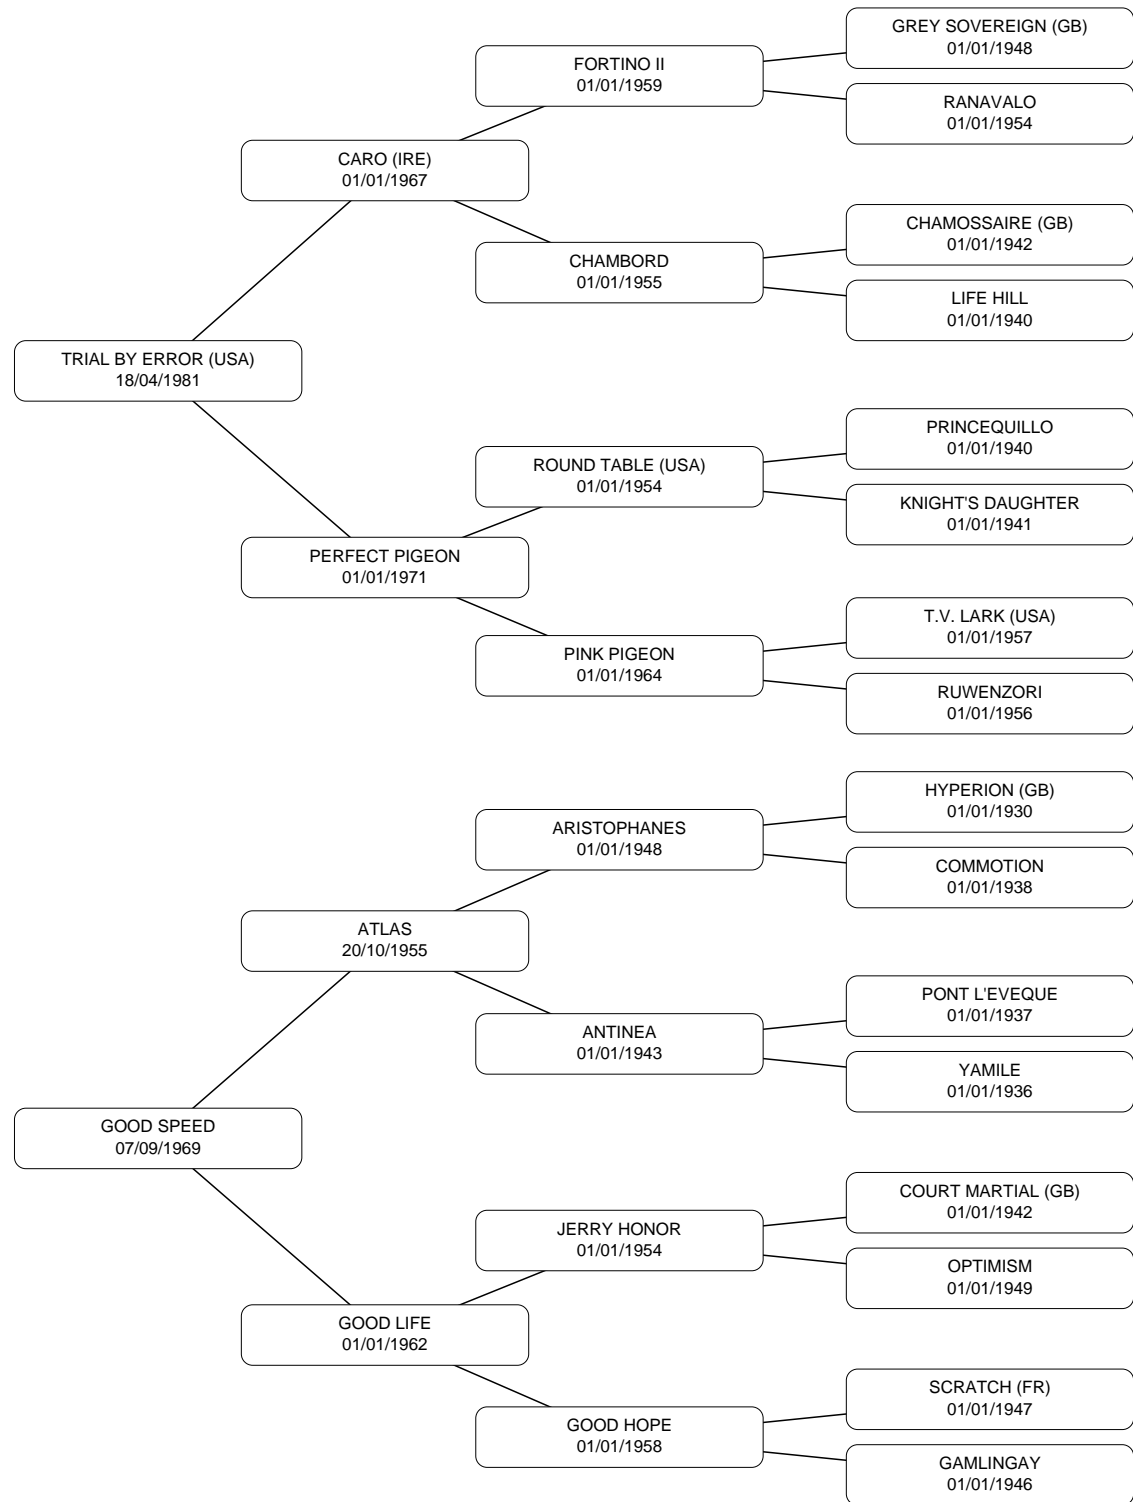 GREY SOVEREIGN (GB)
01/01/1948
FORTINO II
01/01/1959
RANAVALO
01/01/1954
CARO (IRE)
01/01/1967
CHAMOSSAIRE (GB)
01/01/1942
CHAMBORD
01/01/1955
LIFE HILL
01/01/1940
TRIAL BY ERROR (USA)
18/04/1981
PRINCEQUILLO
01/01/1940
ROUND TABLE (USA)
01/01/1954
KNIGHT'S DAUGHTER
01/01/1941
PERFECT PIGEON
01/01/1971
T.V. LARK (USA)
01/01/1957
PINK PIGEON
01/01/1964
RUWENZORI
01/01/1956
HYPERION (GB)
01/01/1930
ARISTOPHANES
01/01/1948
COMMOTION
01/01/1938
ATLAS
20/10/1955
PONT L'EVEQUE
01/01/1937
ANTINEA
01/01/1943
YAMILE
01/01/1936
GOOD SPEED
07/09/1969
COURT MARTIAL (GB)
01/01/1942
JERRY HONOR
01/01/1954
OPTIMISM
01/01/1949
GOOD LIFE
01/01/1962
SCRATCH (FR)
01/01/1947
GOOD HOPE
01/01/1958
GAMLINGAY
01/01/1946